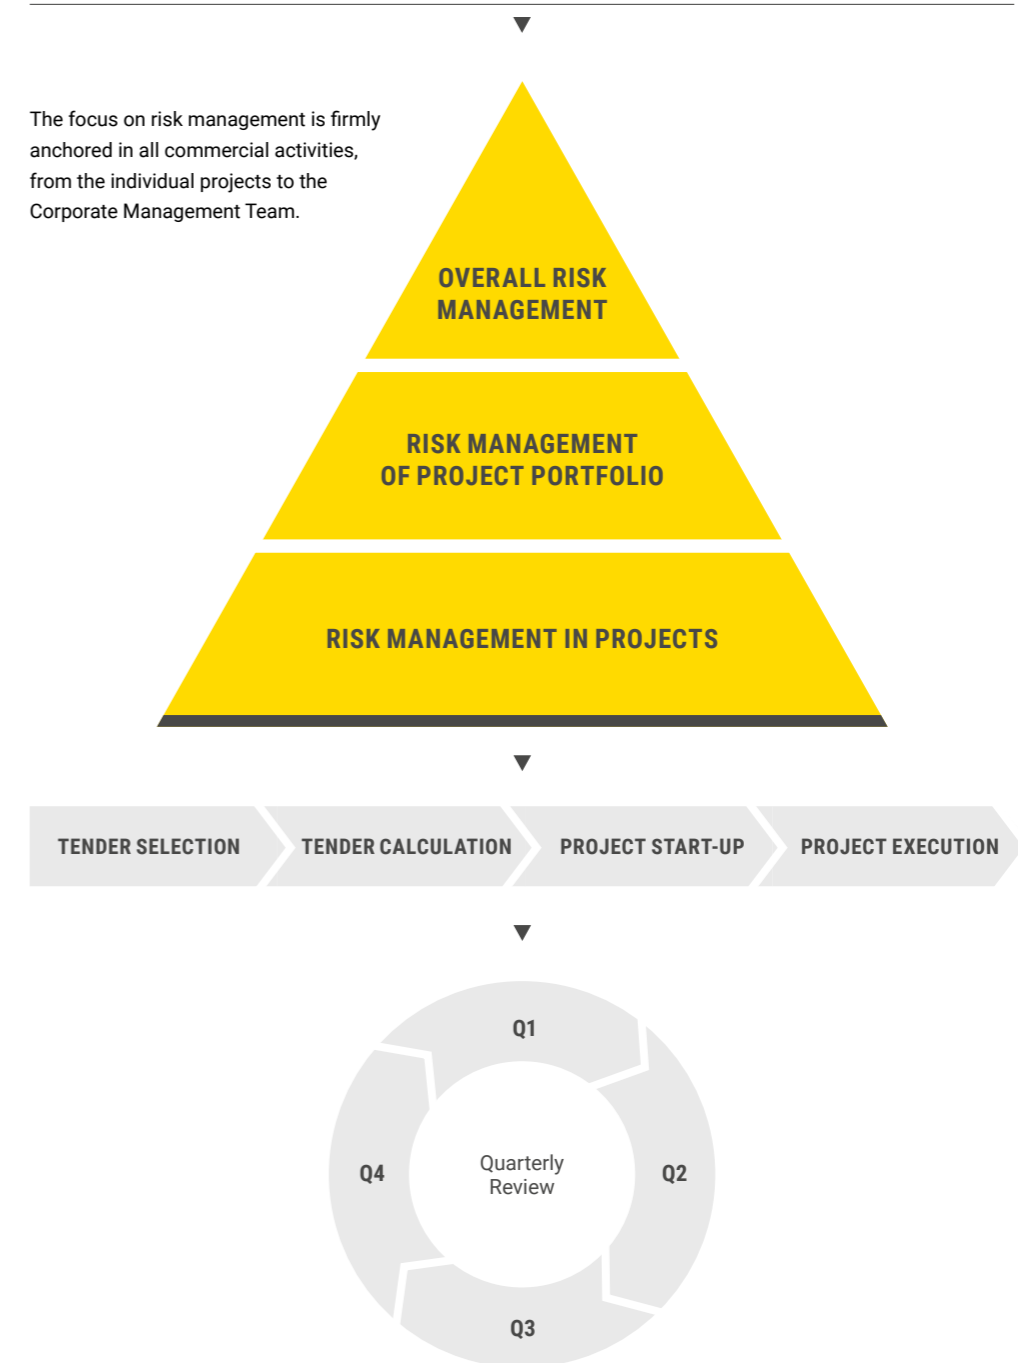 The focus on risk management is firmly
anchored in all commercial activities,
from the individual projects to the
Corporate Management Team.
OVERALL RISK
MANAGEMENT
RISK MANAGEMENT
OF PROJECT PORTFOLIO
RISK MANAGEMENT IN PROJECTS
TENDER SELECTION
TENDER CALCULATION
PROJECT START-UP
PROJECT EXECUTION
Q1
Q4
Quarterly
Review
Q2
Q3